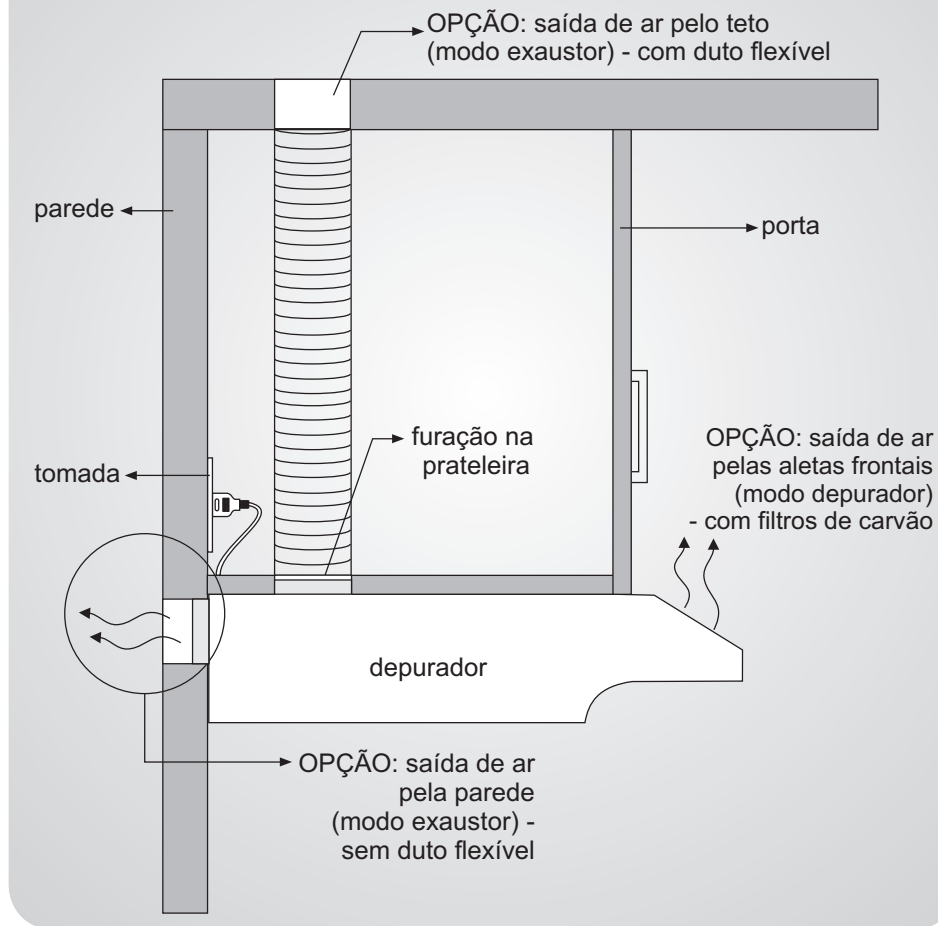 OPÇÃO: saída de ar pelo teto
(modo exaustor) - com duto flexível
parede
porta
furação na
prateleira
tomada
OPÇÃO: saída de ar
pelas aletas frontais
(modo depurador)
- com filtros de carvão
depurador
OPÇÃO: saída de ar
pela parede
(modo exaustor) -
sem duto flexível